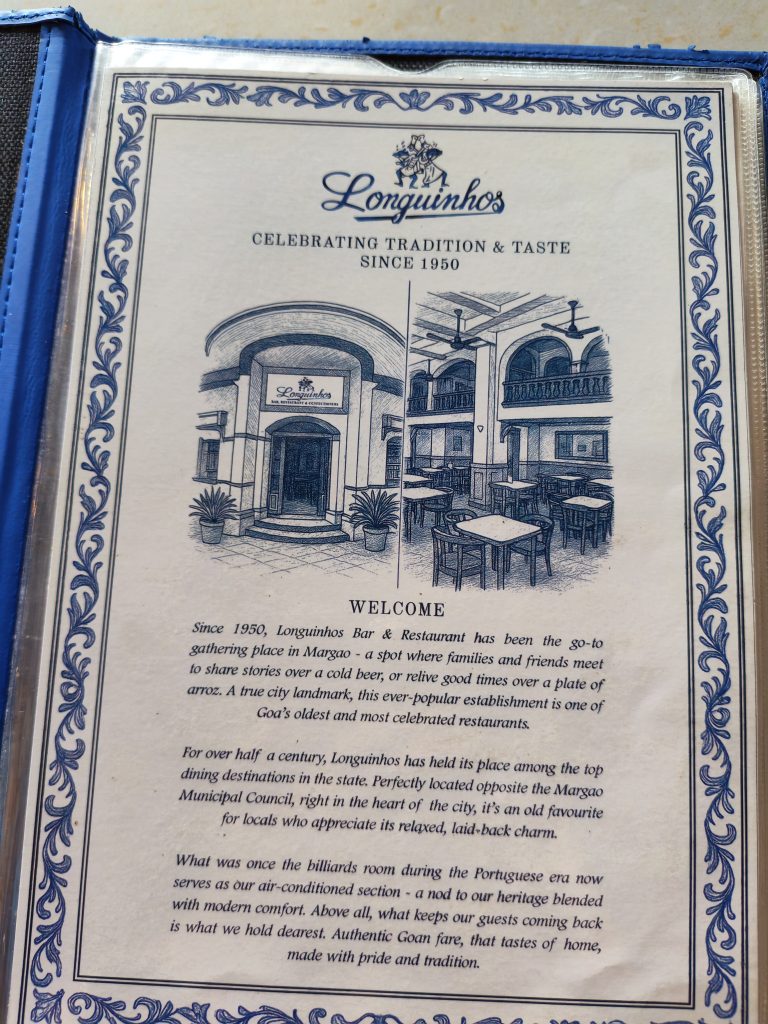 Longuinhos
CELEBRATING TRADITION & TASTE
SINCE 1950
Longuinhos
BAR, RESTAURANT & CONFECTIONERS
WELCOME
Since 1950, Longuinhos Bar & Restaurant has been the go-to
gathering place in Margao - a spot where families and friends meet
to share stories over a cold beer, or relive good times over a plate of
arroz. A true city landmark, this ever-popular establishment is one of
Goa's oldest and most celebrated restaurants.
For over half a century, Longuinhos has held its place among the top
dining destinations in the state. Perfectly located opposite the Margao
Municipal Council, right in the heart of the city, it's an old favourite
for locals who appreciate its relaxed, laid-back charm.
What was once the billiards room during the Portuguese era now
serves as our air-conditioned section - a nod to our heritage blended
with modern comfort. Above all, what keeps our guests coming back
is what we hold dearest. Authentic Goan fare, that tastes of home,
made with pride and tradition.